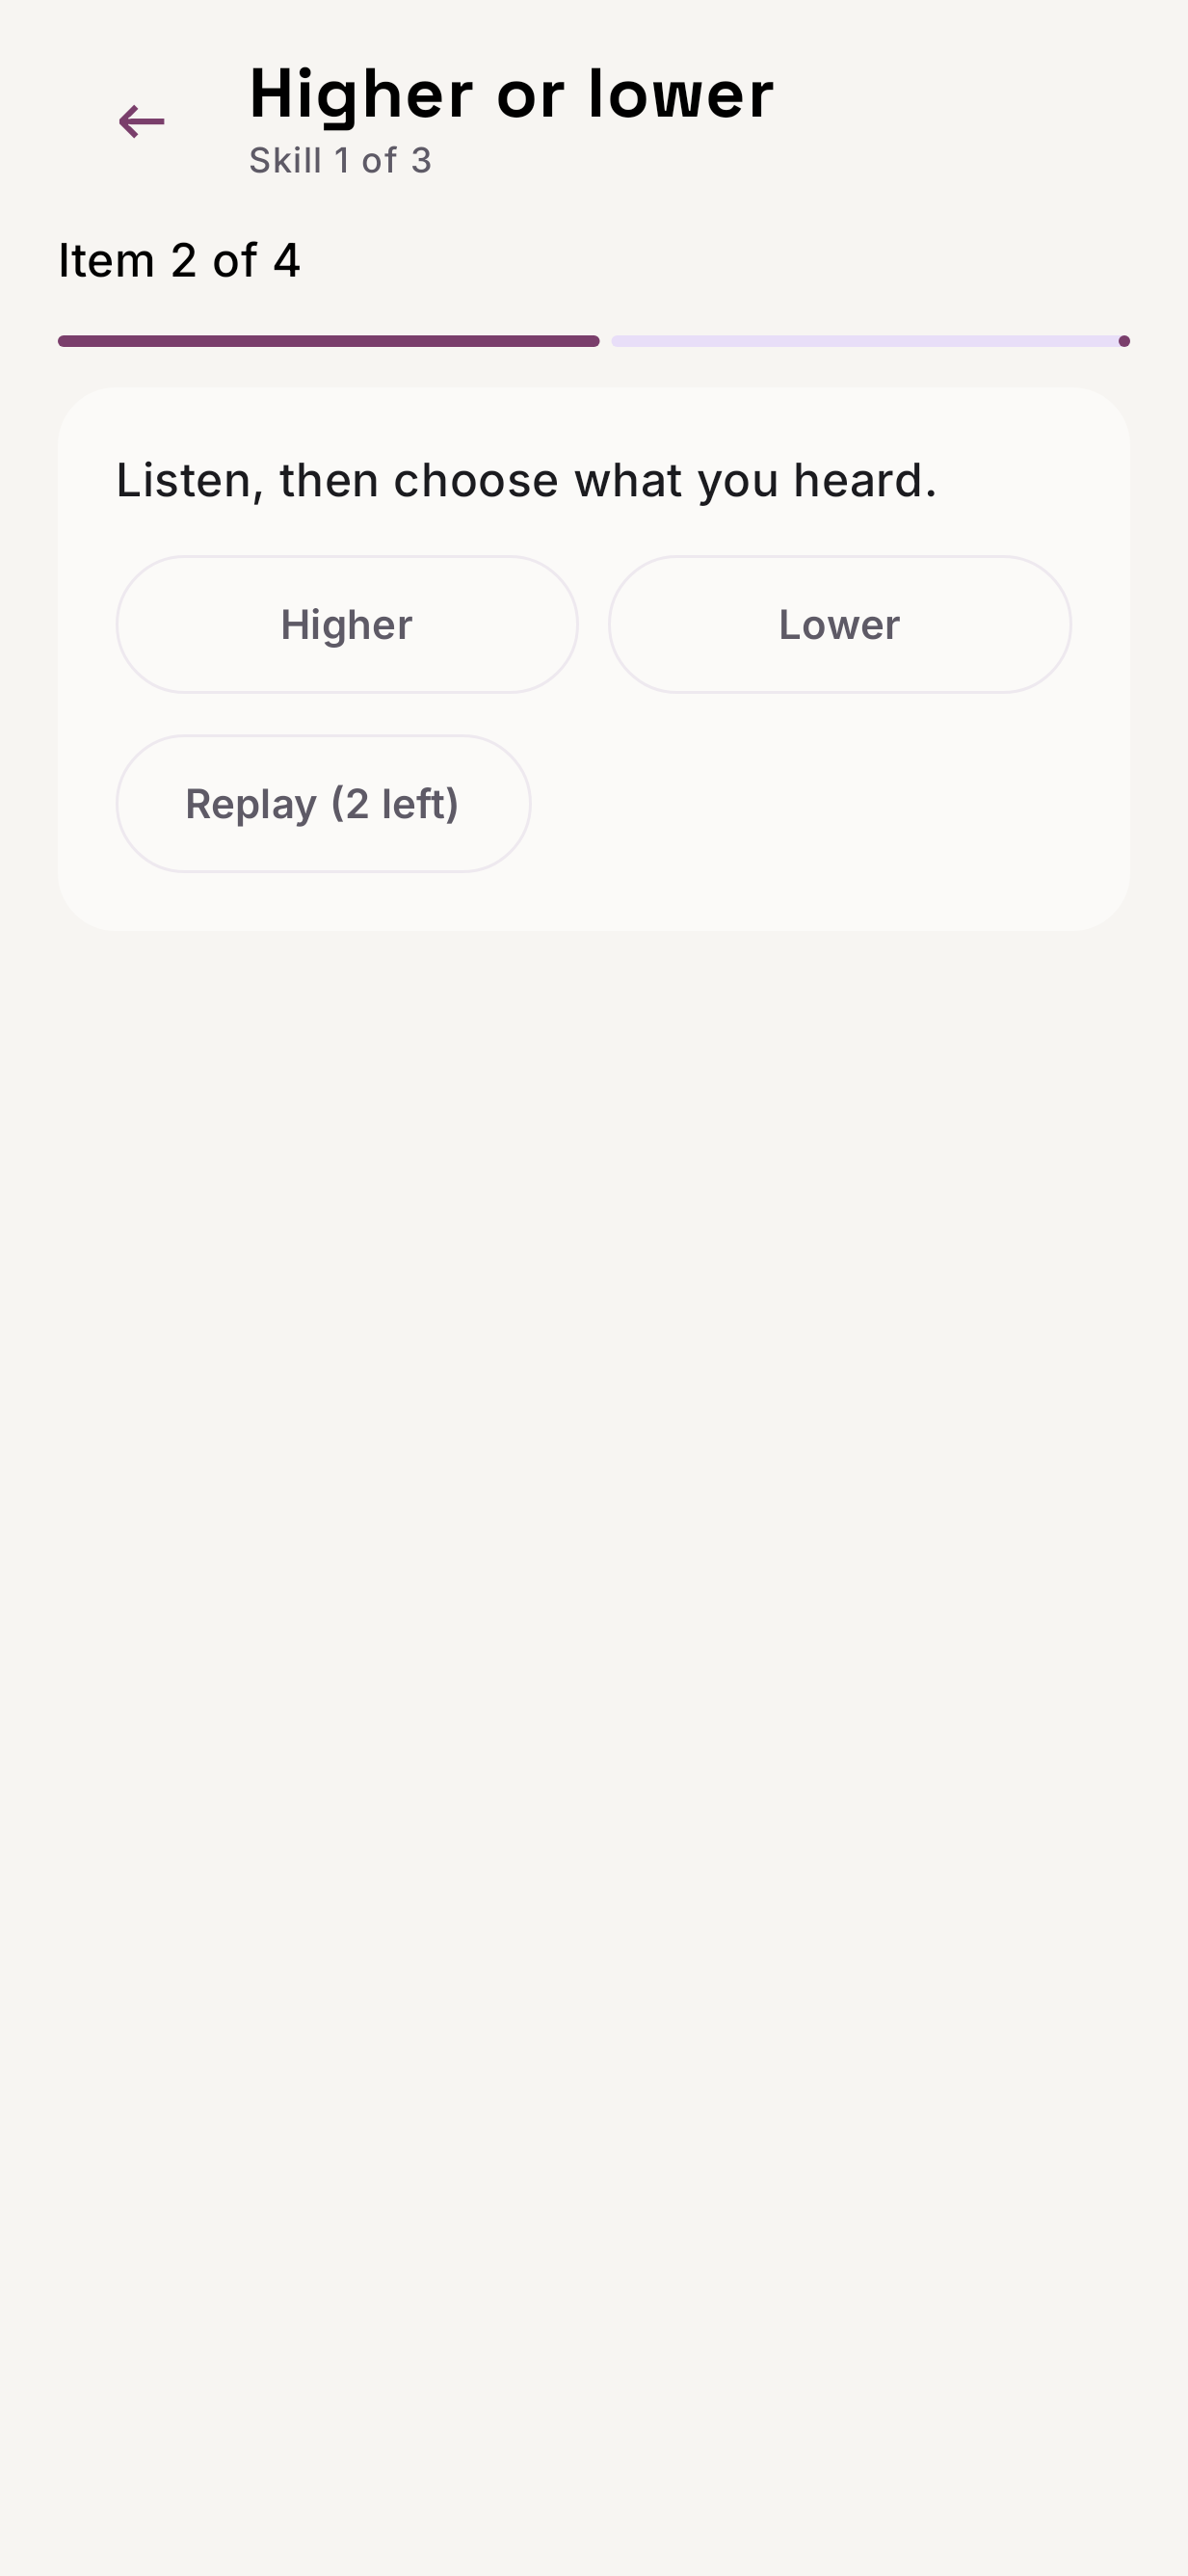 Higher or lower
Skill 1 of 3
Item 2 of 4
Listen, then choose what you heard.
Higher
Lower
Replay (2 left)